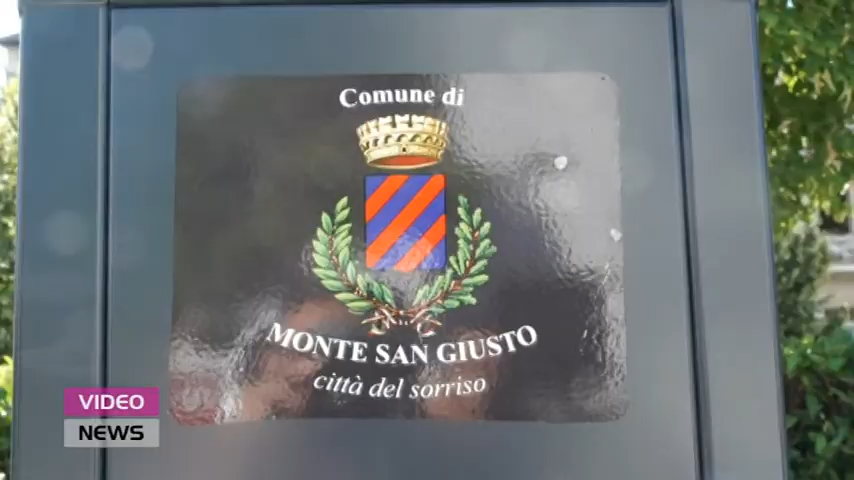 Comune di
MONTE SAN GIUSTO
città del sorriso
VIDEO
NEWS